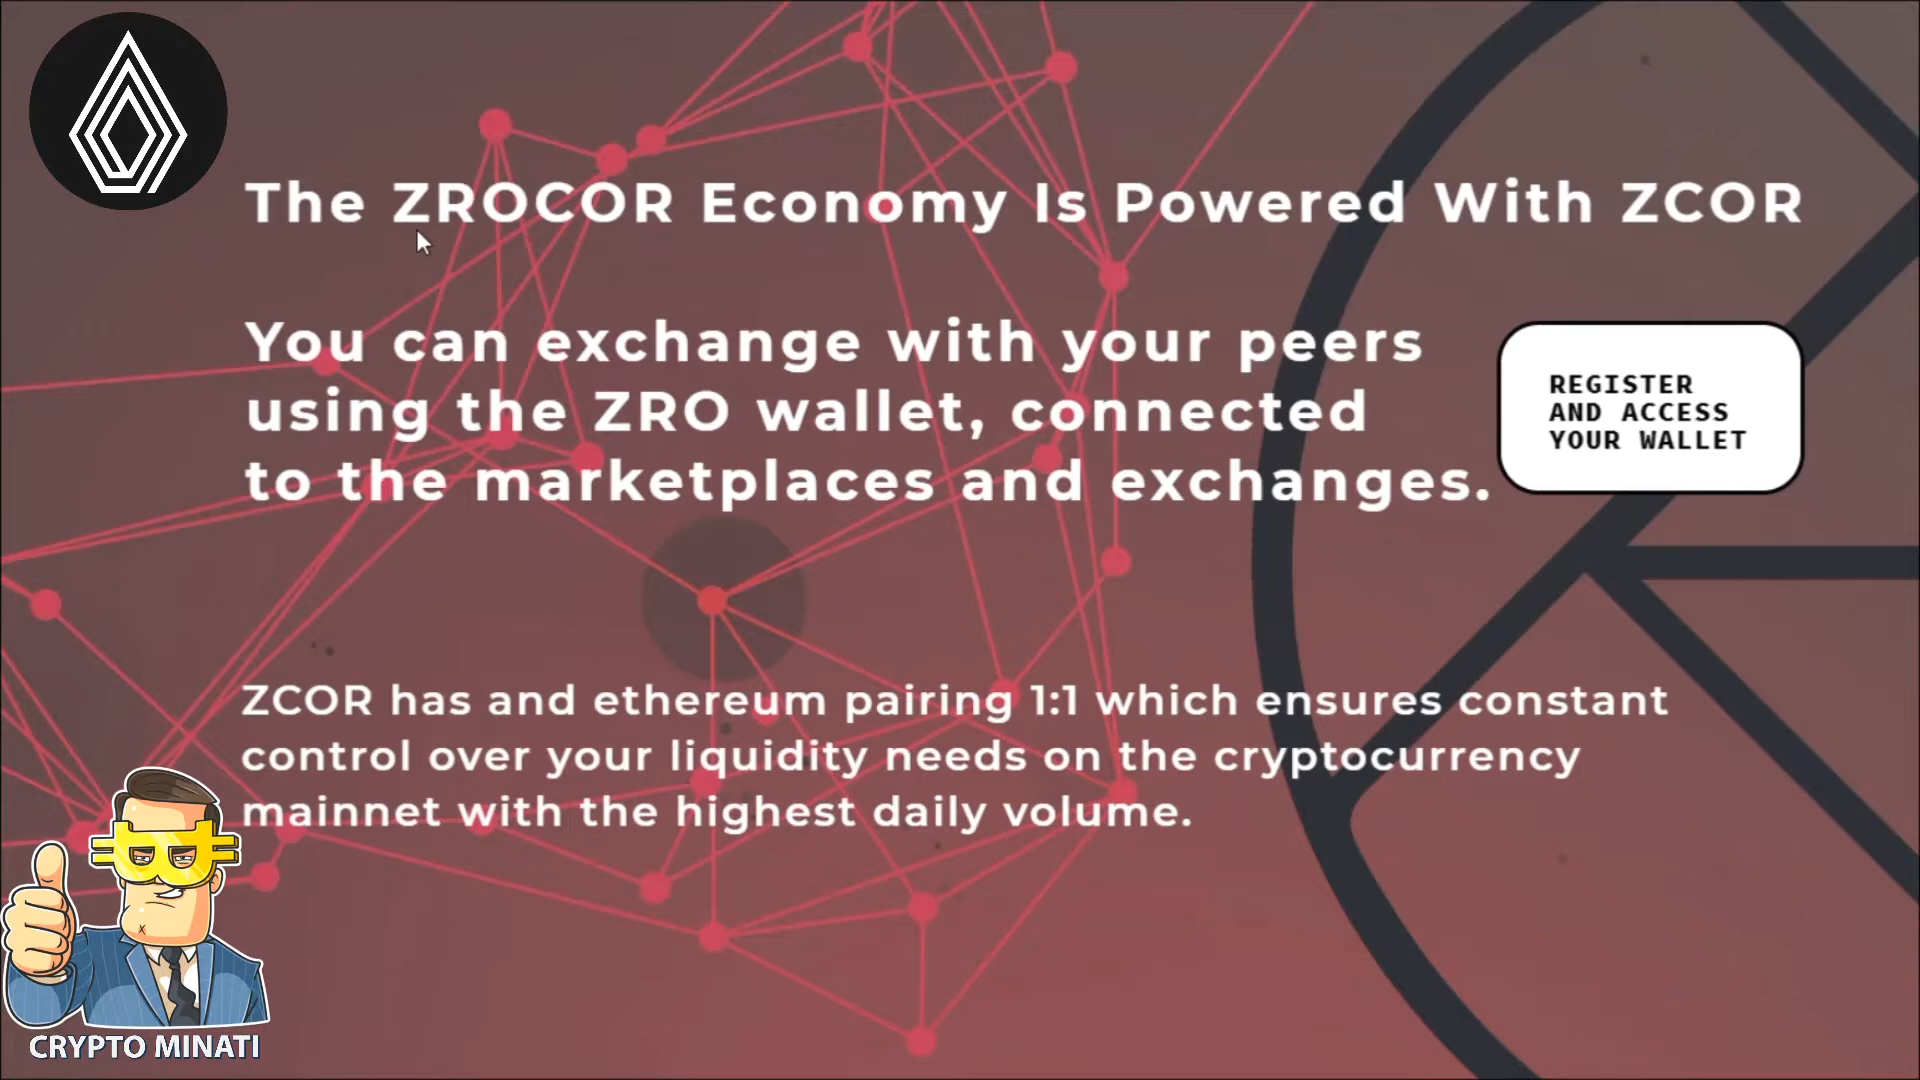 The ZROCOR Economy Is Powered With ZCOR
You can exchange with your peers
using the ZRO wallet, connected
to the marketplaces and exchanges.
REGISTER
AND ACCESS
YOUR WALLET
ZCOR has and ethereum pairing 1:1 which ensures constant
control over your liquidity needs on the cryptocurrency
mainnet with the highest daily volume.
CRYPTO MINATI